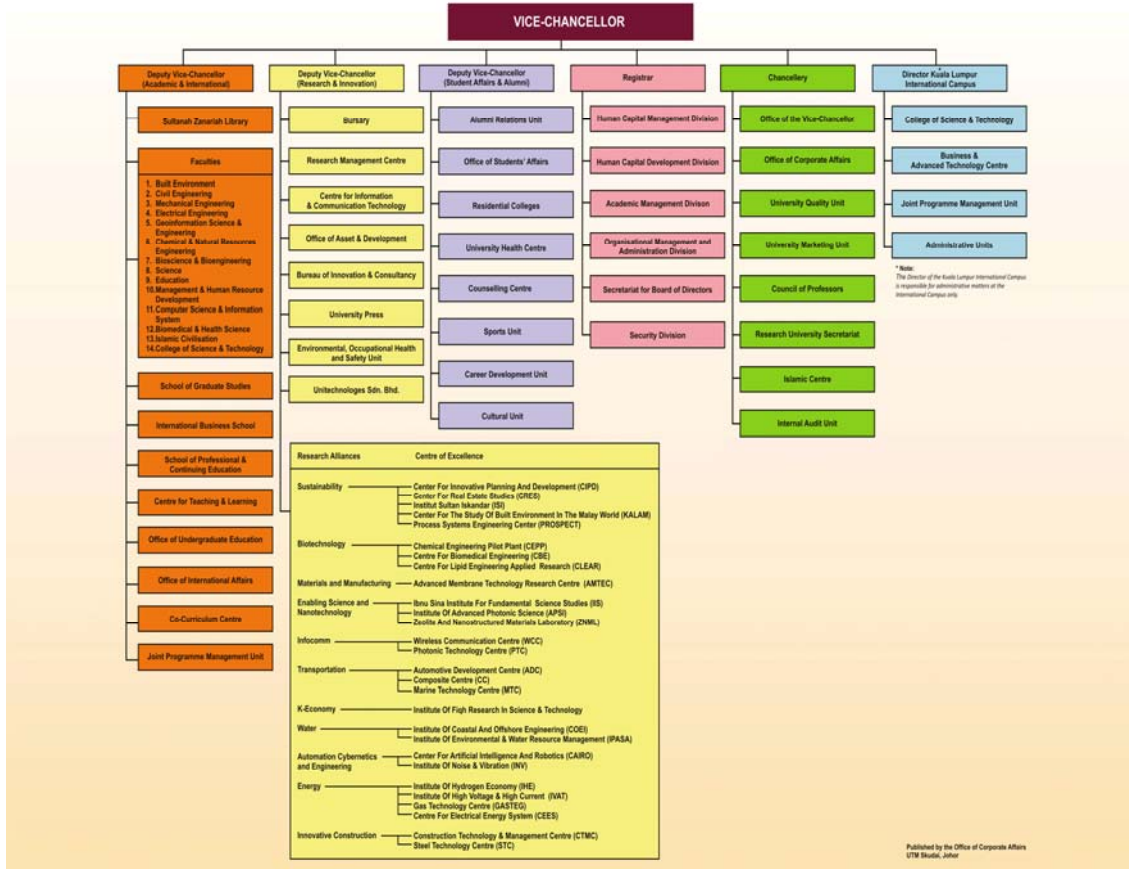 VICE-CHANCELLOR
Deputy Vice-Chancellor
(Academic & International)
Sultanah Zanariah Library
Faculties
1. Built Environment
2. Civil Engineering
3. Mechanical Engineering
4. Electrical Engineering
5. Geoinformation Science &
Engineering
6. Chemical & Natural Resources
Engineering
7. Bioscience & Bioengineering
8. Science
9. Education
10. Management & Human Resource
Development
11. Computer Science & Information
System
12. Biomedical & Health Science
13. Islamic Civilisation
14. College of Science & Technology
School of Graduate Studies
International Business School
School of Professional &
Continuing Education
Centre for Teaching & Learning
Office of Undergraduate Education
Office of International Affairs
Co-Curriculum Centre
Joint Programme Management Unit
Deputy Vice-Chancellor
(Research & Innovation)
Bursary
Research Management Centre
Centre for Information
& Communication Technology
Office of Asset & Development
Bureau of Innovation & Consultancy
University Press
Environmental, Occupational Health
and Safety Unit
Unitechnologes Sdn. Bhd.
Research Alliances Centre of Excellence
Sustainability Center For Innovative Planning And Development (CIPD)
Center For Real Estate Studies (CRES)
Institut Sultan Iskandar (ISI)
Center For The Study Of Built Environment In The Malay World (KALAM)
Process Systems Engineering Center (PROSPECT)
Biotechnology Chemical Engineering Pilot Plant (CEPP)
Centre For Biomedical Engineering (CBE)
Centre For Lipid Engineering Applied Research (CLEAR)
Materials and Manufacturing Advanced Membrane Technology Research Centre (AMTEC)
Enabling Science and Ibnu Sina Institute For Fundamental Science Studies (IIS)
Nanotechnology Institute Of Advanced Photonic Science (APSI)
Zeolite And Nanostructured Materials Laboratory (ZNML)
Infocomm Wireless Communication Centre (WCC)
Photonic Technology Centre (PTC)
Transportation Automotive Development Centre (ADC)
Composite Centre (CC)
Marine Technology Centre (MTC)
K-Economy Institute Of Fiqh Research In Science & Technology
Water Institute Of Coastal And Offshore Engineering (COEI)
Institute Of Environmental & Water Resource Management (IPASA)
Automation Cybernetics Center For Artificial Intelligence And Robotics (CAIRO)
and Engineering Institute Of Noise & Vibration (INV)
Energy Institute Of Hydrogen Economy (IHE)
Institute Of High Voltage & High Current (IVAT)
Gas Technology Centre (GASTEG)
Centre For Electrical Energy System (CEES)
Innovative Construction Construction Technology & Management Centre (CTMC)
Steel Technology Centre (STC)
Deputy Vice-Chancellor
(Student Affairs & Alumni)
Alumni Relations Unit
Office of Students' Affairs
Residential Colleges
University Health Centre
Counselling Centre
Sports Unit
Career Development Unit
Cultural Unit
Registrar
Human Capital Management Division
Human Capital Development Division
Academic Management Divison
Organisational Management and
Administration Division
Secretariat for Board of Directors
Security Division
Chancellery
Office of the Vice-Chancellor
Office of Corporate Affairs
University Quality Unit
University Marketing Unit
Council of Professors
Research University Secretariat
Islamic Centre
Internal Audit Unit
*
Director Kuala Lumpur
International Campus
College of Science & Technology
Business &
Advanced Technology Centre
Joint Programme Management Unit
Administrative Units
* Note:
The Director of the Kuala Lumpur International Campus
is responsible for administrative matters at the
International Campus only.
Published by the Office of Corporate Affairs
UTM Skudai, Johor